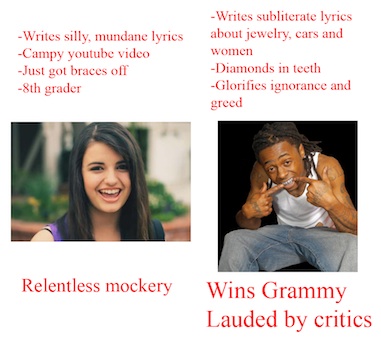 -Writes silly, mundane lyrics
-Campy youtube video
-Just got braces off
-8th grader
-Writes subliterate lyrics
about jewelry, cars and
women
-Diamonds in teeth
-Glorifies ignorance and
greed
Relentless mockery
Wins Grammy
Lauded by critics